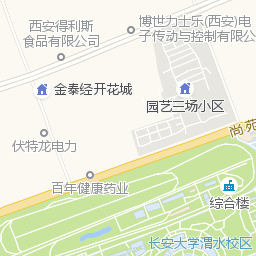 西安得利斯
食品有限公司
博世力士乐(西安)电
子传动与控制有限公
金泰经开花城
园艺三场小区
尚苑
伏特龙电力
百年健康药业
综合楼
长安大学渭水校区